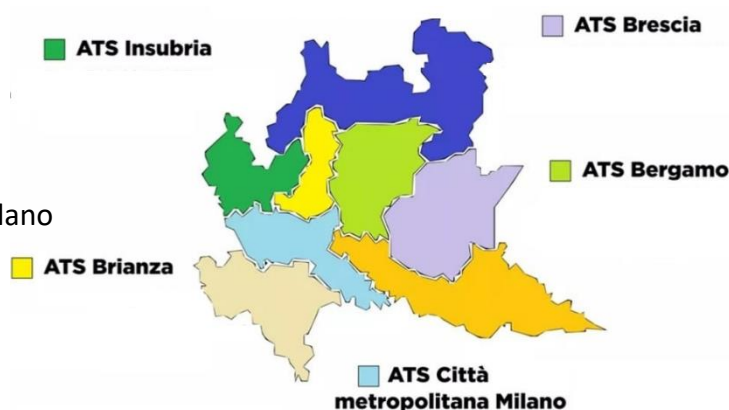 ATS Insubria
ATS Brescia
ATS Bergamo
lano
ATS Brianza
ATS Città
metropolitana Milano